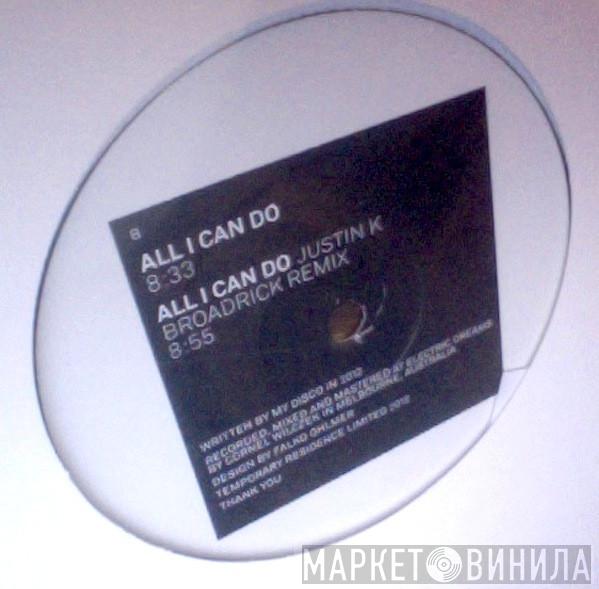 B
ALL I CAN DO
8:33
ALL I CAN DO JUSTIN K
BROADRICK REMIX
8:55
WRITTEN BY MY DISCO IN 2012
RECORDED, MIXED AND MASTERED AT ELECTRIC DREAMS
BY CORNEL WILCZEK IN MELBOURNE, AUSTRALIA
DESIGN BY FALKO OHLMER
TEMPORARY RESIDENCE LIMITED 2012
THANK YOU
МАРКЕТ ВИНИЛА